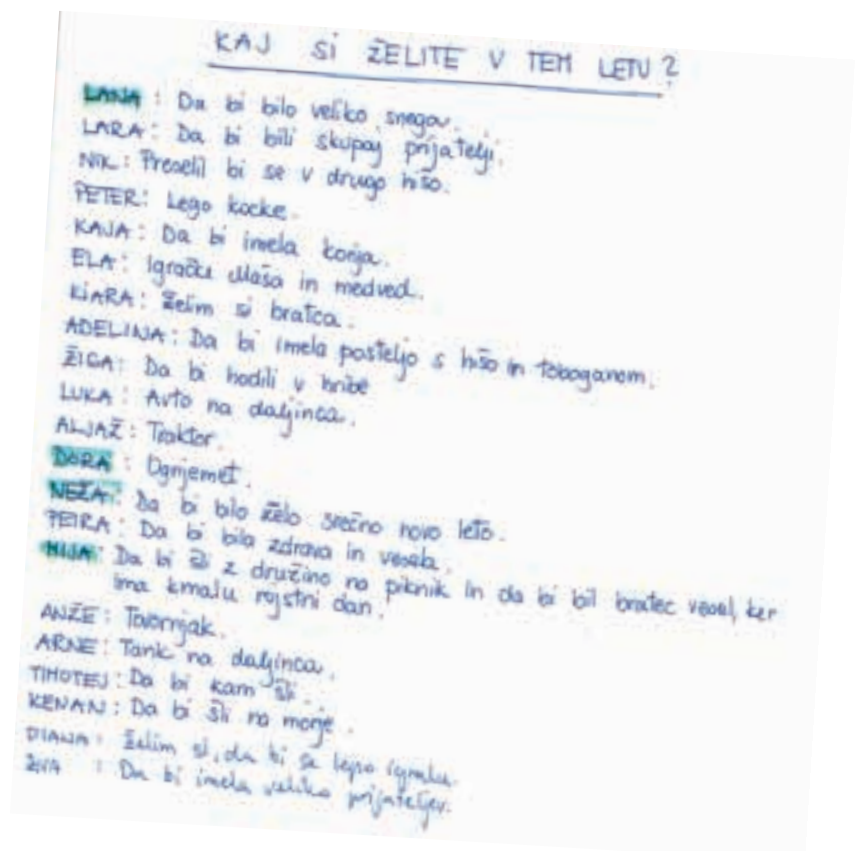 KAJ SI ŽELITE V TEM LETU?
LANA: Da bi bilo veliko snega.
LARA: Da bi bili skupaj prijatelji.
NIK: Preselil bi se v drugo hišo.
PETER: Lego kocke.
KAJA: Da bi imela konja.
ELA: Igrače Maša in medved.
KIARA: Želim si bratca.
ADELINA: Da bi imela posteljo s hišo in toboganom.
ŽIGA: Da bi hodili v hribe
LUKA: Avto na daljinca.
ALJAŽ: Traktor.
DORA: Ognjemet.
NEŽA: Da bi bilo zelo srečno novo leto.
PETRA: Da bi bila zdrava in vesela.
MIJA: Da bi šli z družino na piknik in da bi bil bratec vesel, ker
ima kmalu rojstni dan.
ANŽE: Tovornjak.
ARNE: Tank na daljinca.
TIMOTEJ: Da bi kam šli.
KENAN: Da bi šli na morje.
DIANA: Želim si, da bi se lepo igrala.
ŽIVA: Da bi imela veliko prijateljev.